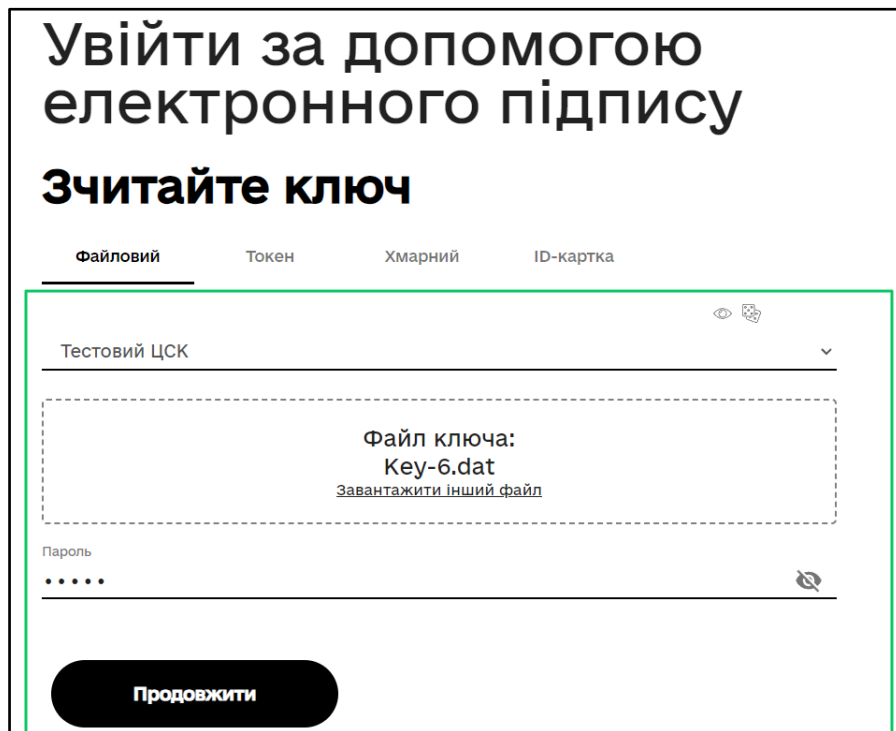 Увійти за допомогою
електронного підпису
Зчитайте ключ
Файловий Токен Хмарний ID-картка
Тестовий ЦСК
Файл ключа:
Key-6.dat
Завантажити інший файл
Пароль
•••••
Продовжити